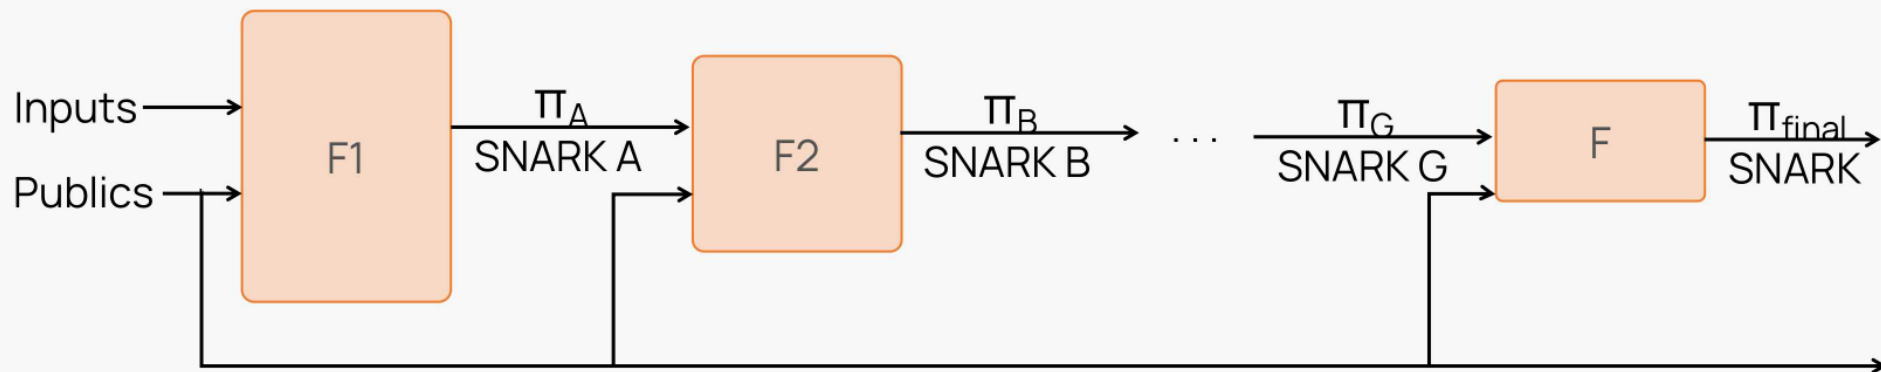 Inputs
Publics
F1
π_A
SNARK A
F2
π_B
SNARK B
...
π_G
SNARK G
F
π_final
SNARK